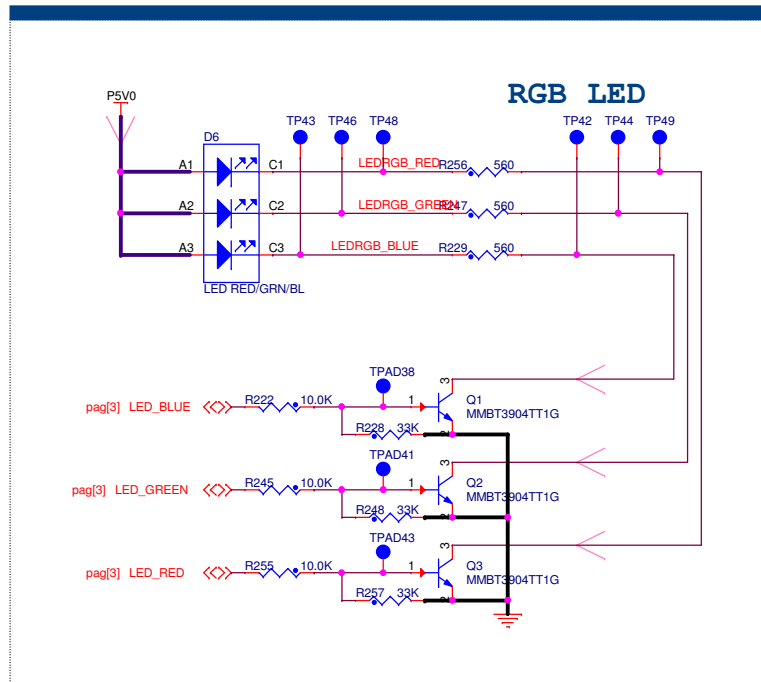 RGB LED
P5V0
D6
TP43 TP46 TP48 TP42 TP44 TP49
A1 C1 LEDRGB_RED R256 560
A2 C2 LEDRGB_GREEN R247 560
A3 C3 LEDRGB_BLUE R229 560
LED RED/GRN/BL
TPAD38
3
pag[3] LED_BLUE R222 10.0K 1 Q1
MMBT3904TT1G
R228 33K 2
TPAD41
3
pag[3] LED_GREEN R245 10.0K 1 Q2
MMBT3904TT1G
R248 33K 2
TPAD43
3
pag[3] LED_RED R255 10.0K 1 Q3
MMBT3904TT1G
R257 33K 2